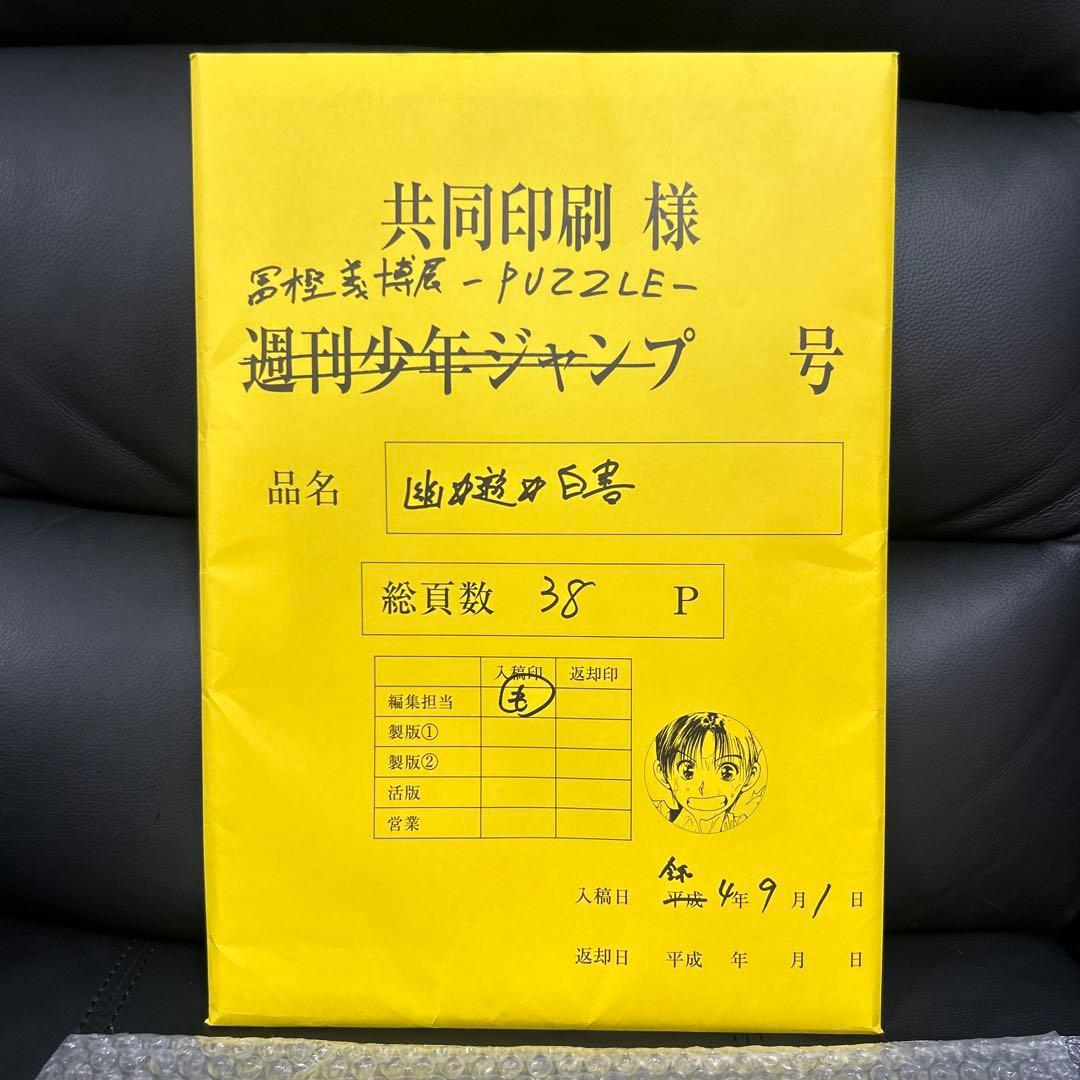 共同印刷 様
冨樫義博展 -PUZZLE-
週刊少年ジャンプ 号
品名 幽☆遊☆白書
総頁数 38 P
入稿印 返却印
編集担当
製版①
製版②
活版
営業
令和
入稿日 平成 4年 9月 1日
返却日 平成 年 月 日